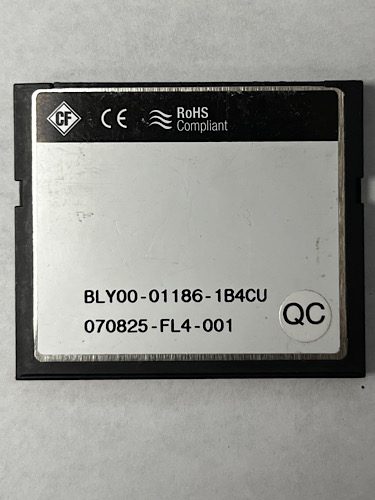 CF CE RoHS
Compliant
BLY00-01186-1B4CU
070825-FL4-001
QC